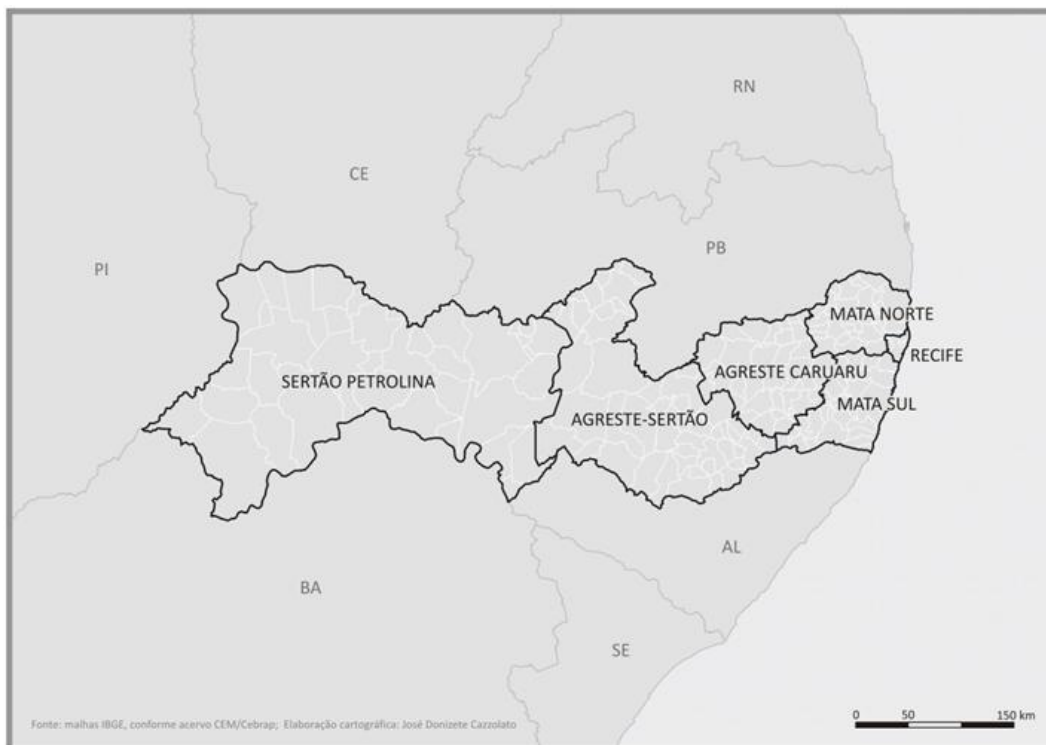 RN
CE
PB
PI
MATA NORTE
RECIFE
AGRESTE CARUARU
SERTÃO PETROLINA
MATA SUL
AGRESTE-SERTÃO
AL
BA
SE
Fonte: malhas IBGE, conforme acervo CEM/Cebrap; Elaboração cartográfica: José Donizete Cazzolato
0 50 150 km